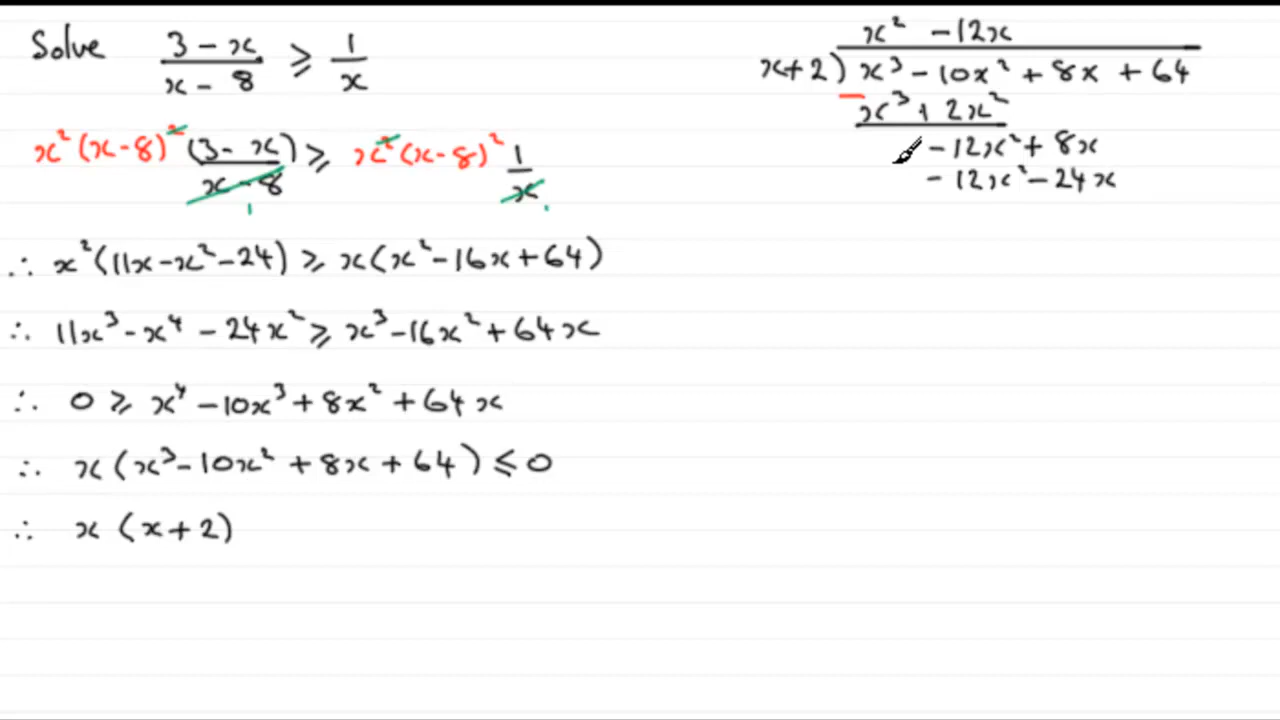 Solve (3 - x)/(x - 8) ≥ 1/x
x²(x-8)² (3 - x)/(x - 8) ≥ x²(x-8)² 1/x
1
∴ x²(11x - x² - 24) ≥ x(x² - 16x + 64)
∴ 11x³ - x⁴ - 24x² ≥ x³ - 16x² + 64x
∴ 0 ≥ x⁴ - 10x³ + 8x² + 64x
∴ x(x³ - 10x² + 8x + 64) ≤ 0
∴ x(x+2)
x² - 12x
x+2) x³ - 10x² + 8x + 64
- x³ + 2x²
- 12x² + 8x
- 12x² - 24x